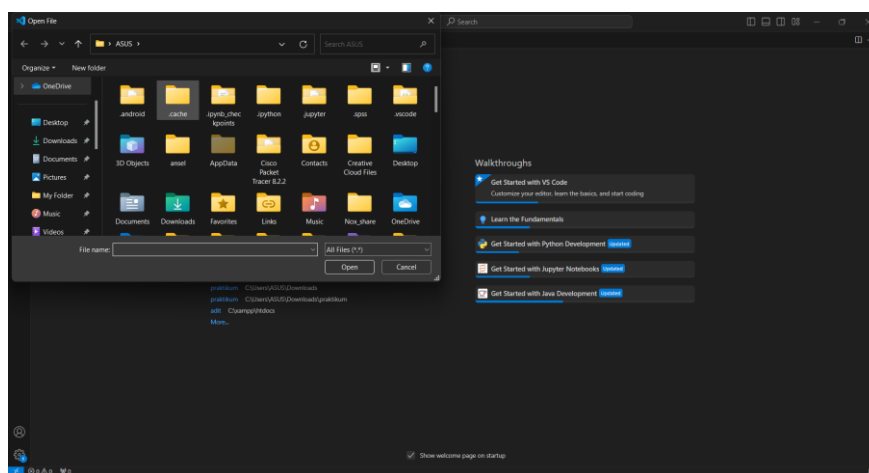 Open File
Search
ASUS
Search ASUS
Organize
New folder
OneDrive
Desktop
Downloads
Documents
Pictures
My Folder
Music
Videos
.android
.cache
.ipynb_chec
kpoints
.ipython
.jupyter
.spss
.vscode
3D Objects
ansel
AppData
Cisco
Packet
Tracer 8.2.2
Contacts
Creative
Cloud Files
Desktop
Documents
Downloads
Favorites
Links
Music
Nox_share
OneDrive
File name:
All Files (*.*)
Open
Cancel
praktikum C:\Users\ASUS\Downloads
praktikum C:\Users\ASUS\Downloads\praktikum
adit C:\xampp\htdocs
More...
Walkthroughs
Get Started with VS Code
Customize your editor, learn the basics, and start coding
Learn the Fundamentals
Get Started with Python Development Updated
Get Started with Jupyter Notebooks Updated
Get Started with Java Development Updated
Show welcome page on startup
0 0 0